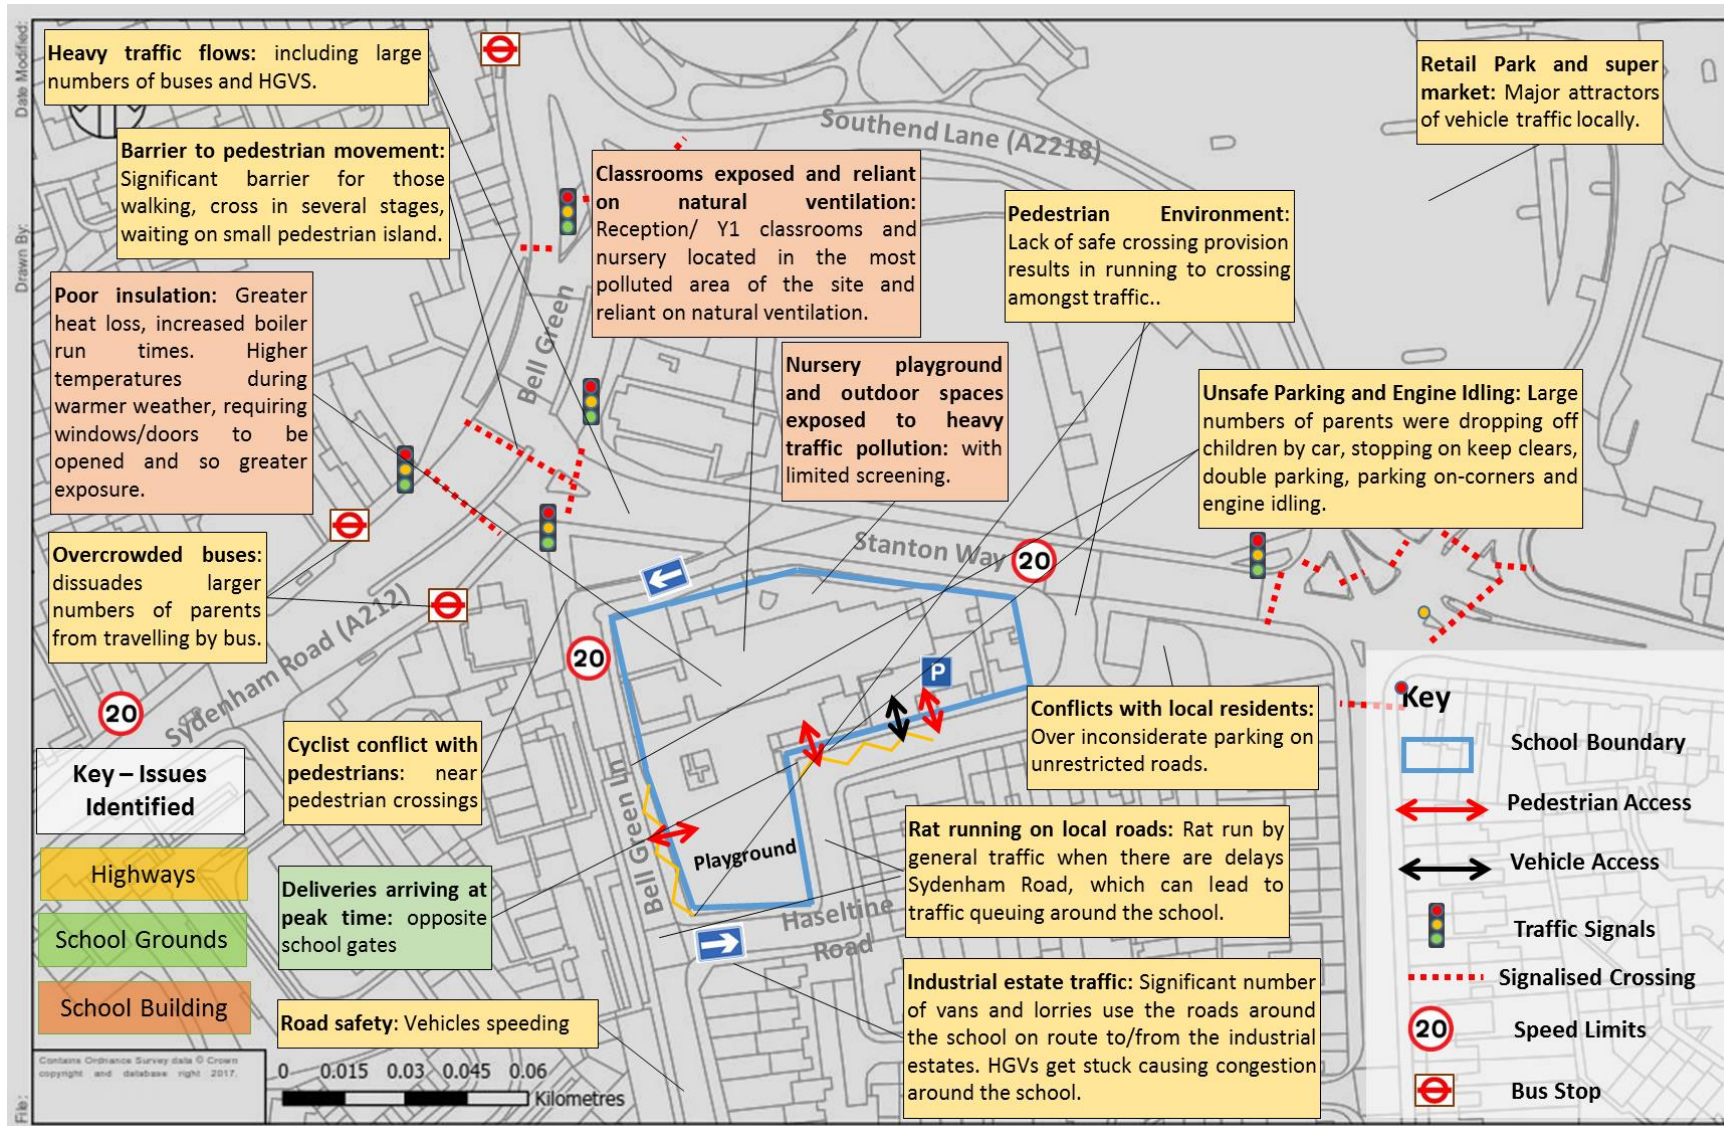 Date Modified:
Drawn By:
File:
Heavy traffic flows: including large
numbers of buses and HGVS.
Barrier to pedestrian movement:
Significant barrier for those
walking, cross in several stages,
waiting on small pedestrian island.
Poor insulation: Greater
heat loss, increased boiler
run times. Higher
temperatures during
warmer weather, requiring
windows/doors to be
opened and so greater
exposure.
Overcrowded buses:
dissuades larger
numbers of parents
from travelling by bus.
Classrooms exposed and reliant
on natural ventilation:
Reception/ Y1 classrooms and
nursery located in the most
polluted area of the site and
reliant on natural ventilation.
Nursery playground
and outdoor spaces
exposed to heavy
traffic pollution: with
limited screening.
Pedestrian Environment:
Lack of safe crossing provision
results in running to crossing
amongst traffic..
Retail Park and super
market: Major attractors
of vehicle traffic locally.
Unsafe Parking and Engine Idling: Large
numbers of parents were dropping off
children by car, stopping on keep clears,
double parking, parking on-corners and
engine idling.
Southend Lane (A2218)
Bell Green
Stanton Way
20
20
20
Sydenham Road (A212)
P
Bell Green ln
Playground
Haseltine
Road
Cyclist conflict with
pedestrians: near
pedestrian crossings
Deliveries arriving at
peak time: opposite
school gates
Road safety: Vehicles speeding
Conflicts with local residents:
Over inconsiderate parking on
unrestricted roads.
Rat running on local roads: Rat run by
general traffic when there are delays
Sydenham Road, which can lead to
traffic queuing around the school.
Industrial estate traffic: Significant number
of vans and lorries use the roads around
the school on route to/from the industrial
estates. HGVs get stuck causing congestion
around the school.
Key – Issues
Identified
Highways
School Grounds
School Building
Contains Ordnance Survey data © Crown
copyright and database right 2017.
0 0.015 0.03 0.045 0.06
Kilometres
Key
School Boundary
Pedestrian Access
Vehicle Access
Traffic Signals
Signalised Crossing
20 Speed Limits
Bus Stop